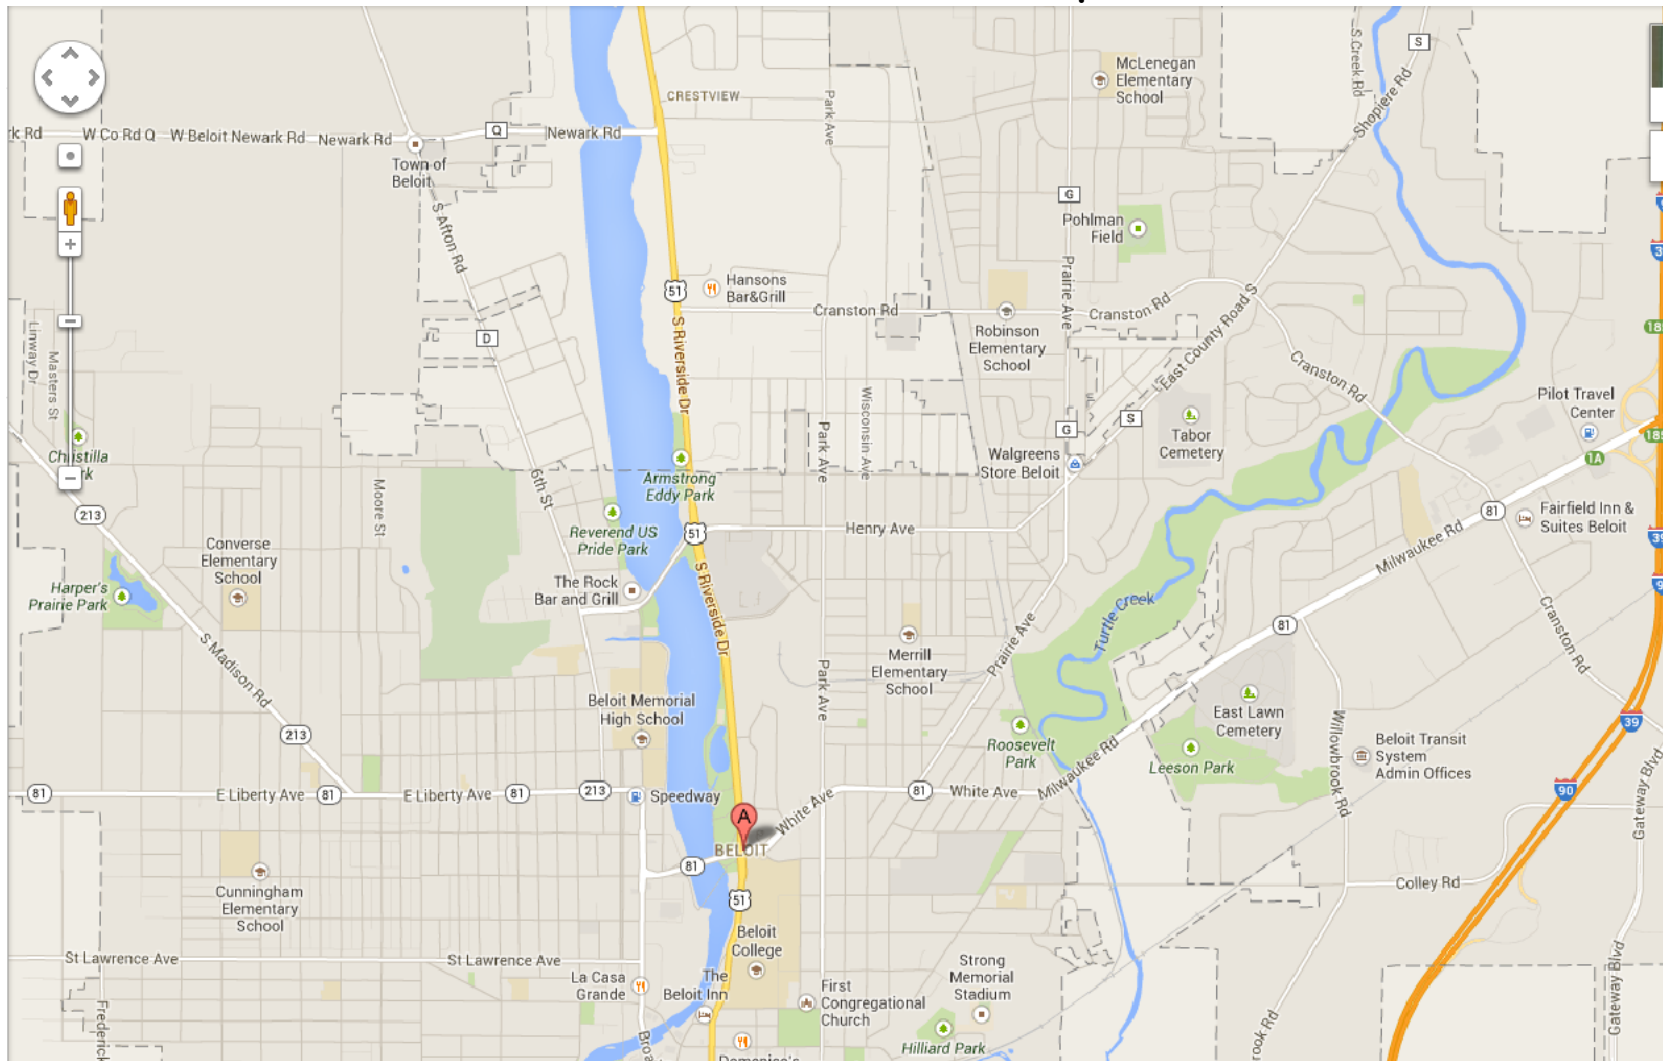 S
S Creek Rd
McLenegan
Elementary
School
CRESTVIEW
Park Ave
Shopiere Rd
rk Rd
W Co Rd Q
W Beloit Newark Rd
Newark Rd
Q
Newark Rd
Town of
Beloit
S Afton Rd
G
Pohlman
Field
Prairie Ave
51
Hansons
Bar&Grill
Cranston Rd
Cranston Rd
East County Road S
Robinson
Elementary
School
Linway Dr
Masters St
D
S Riverside Dr
Cranston Rd
Pilot Travel
Center
Wisconsin Ave
Park Ave
G
S
Tabor
Cemetery
Walgreens
Store Beloit
1A
Armstrong
Eddy Park
6th St
Moore St
213
81
Fairfield Inn &
Suites Beloit
Reverend US
Pride Park
51
Henry Ave
Milwaukee Rd
Converse
Elementary
School
Harper's
Prairie Park
The Rock
Bar and Grill
S Riverside Dr
Turtle Creek
Cranston Rd
81
Prairie Ave
S Madison Rd
Merrill
Elementary
School
Park Ave
Beloit Memorial
High School
East Lawn
Cemetery
Willowbrook Rd
39
213
Roosevelt
Park
Milwaukee Rd
Leeson Park
Beloit Transit
System
Admin Offices
Gateway Blvd
90
81
E Liberty Ave
81
E Liberty Ave
81
213
Speedway
White Ave
81
White Ave
A
BELOIT
81
51
Colley Rd
Cunningham
Elementary
School
Beloit
College
St Lawrence Ave
St Lawrence Ave
La Casa
Grande
The
Beloit Inn
First
Congregational
Church
Strong
Memorial
Stadium
Hilliard Park
Gateway Blvd
Frederick
rook Rd